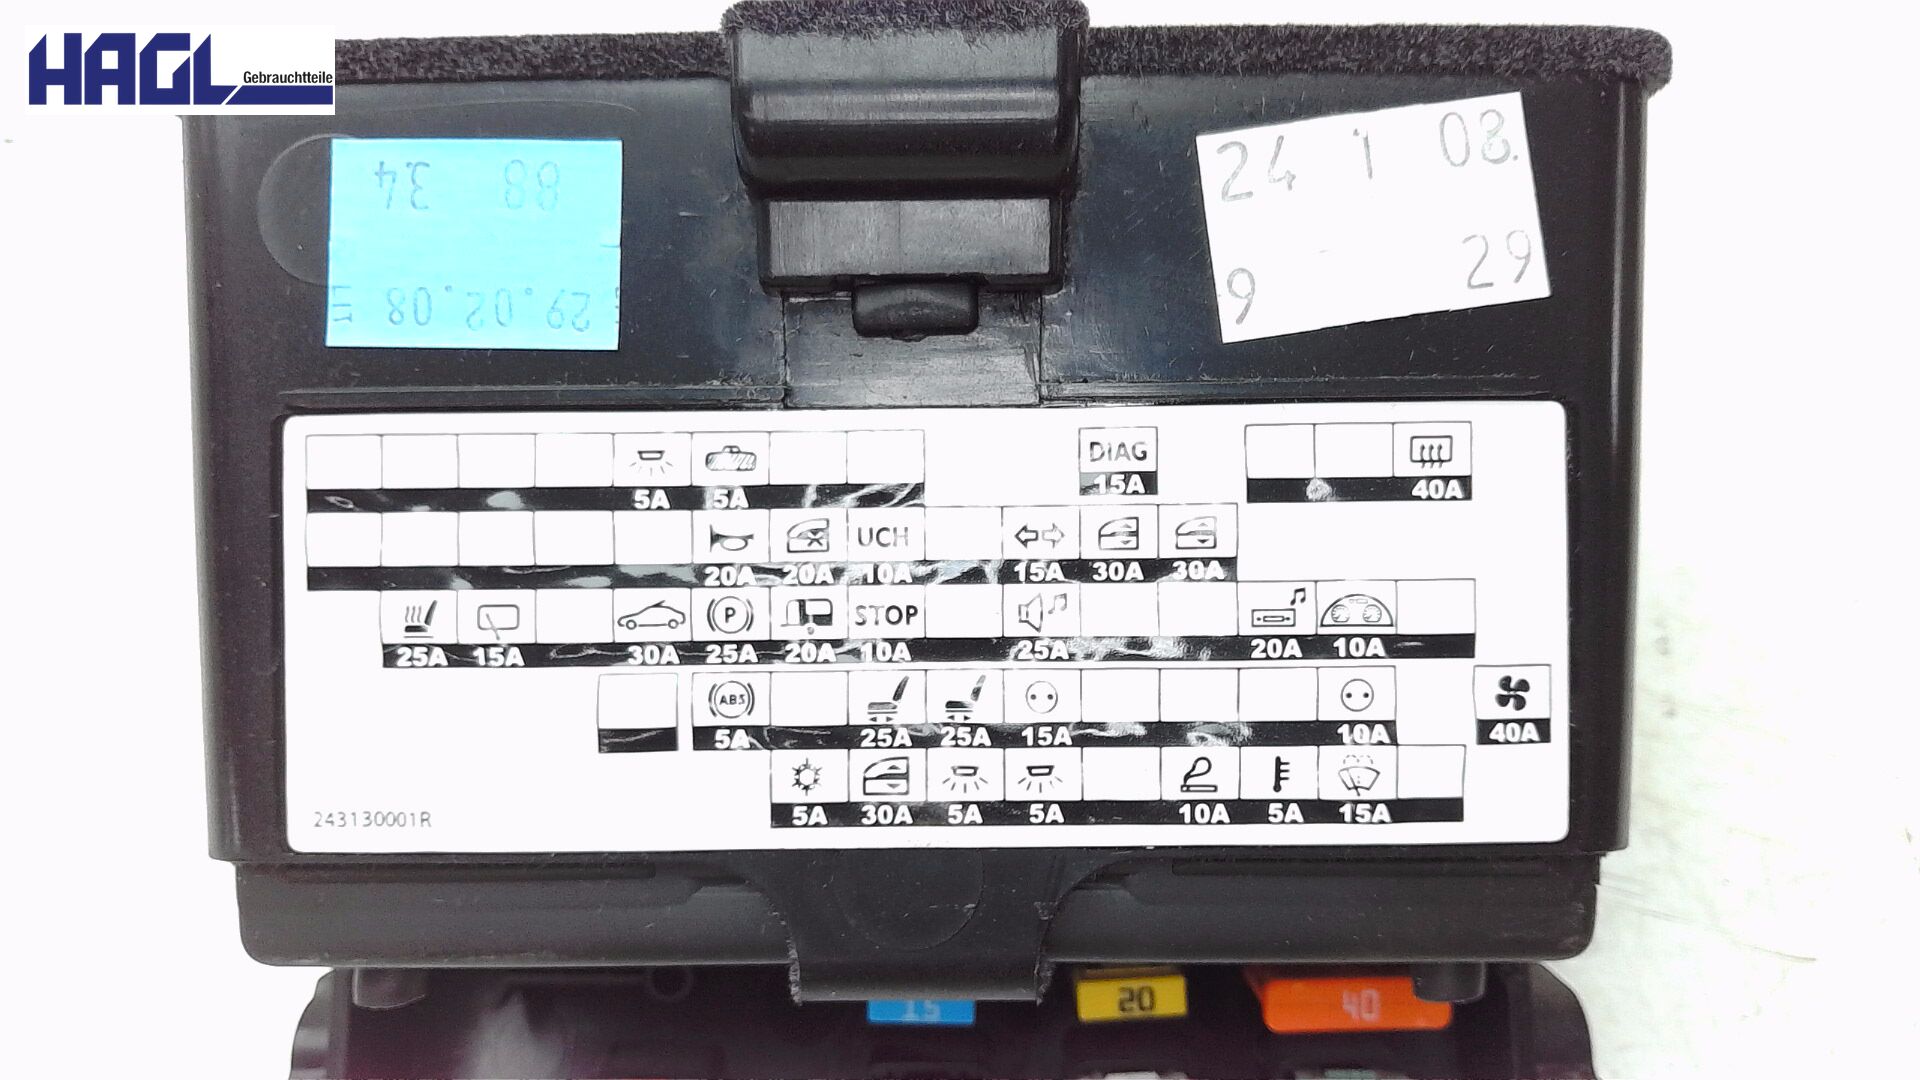 HAGL Gebrauchtteile
88 34
29.02.08 E
24 1 08.
9 29
DIAG
5A 5A 15A 40A
UCH
20A 20A 10A 15A 30A 30A
P STOP
25A 15A 30A 25A 20A 10A 25A 20A 10A
ABS
5A 25A 25A 15A 10A 40A
243130001R
5A 30A 5A 5A 10A 5A 15A
15 20 40